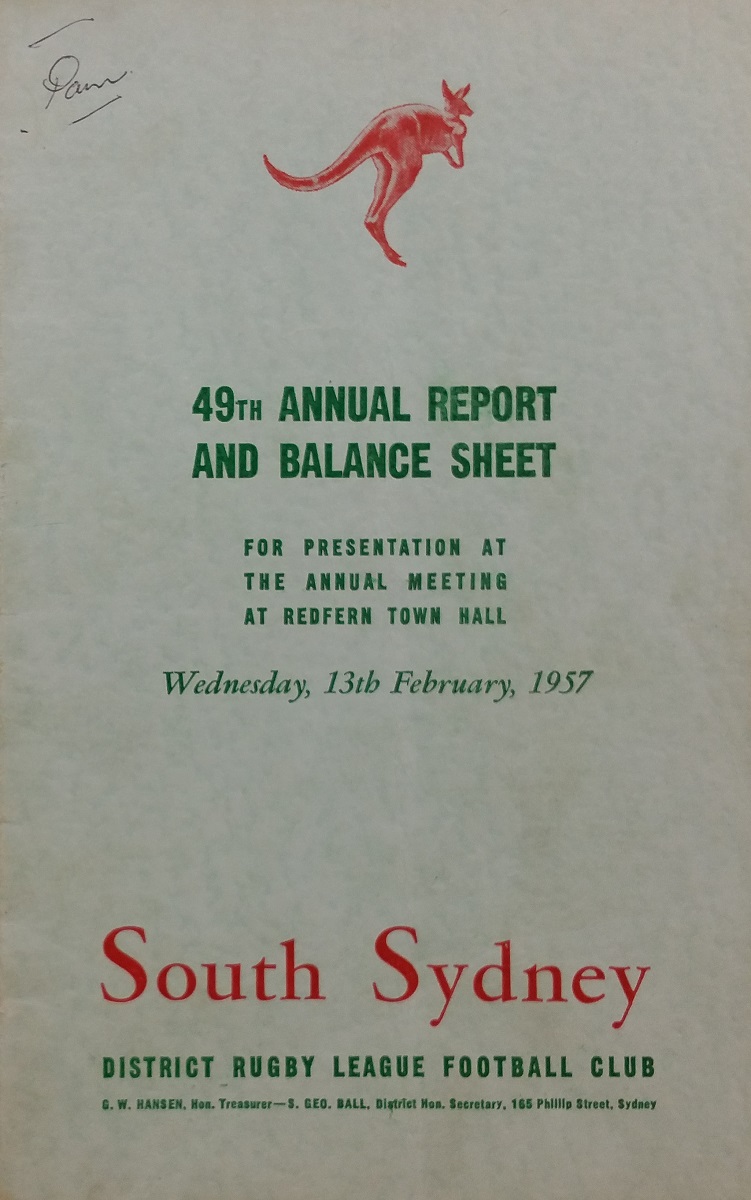 49TH ANNUAL REPORT
AND BALANCE SHEET
FOR PRESENTATION AT
THE ANNUAL MEETING
AT REDFERN TOWN HALL
Wednesday, 13th February, 1957
South Sydney
DISTRICT RUGBY LEAGUE FOOTBALL CLUB
G. W. HANSEN, Hon. Treasurer—S. GEO. BALL, District Hon. Secretary, 165 Phillip Street, Sydney